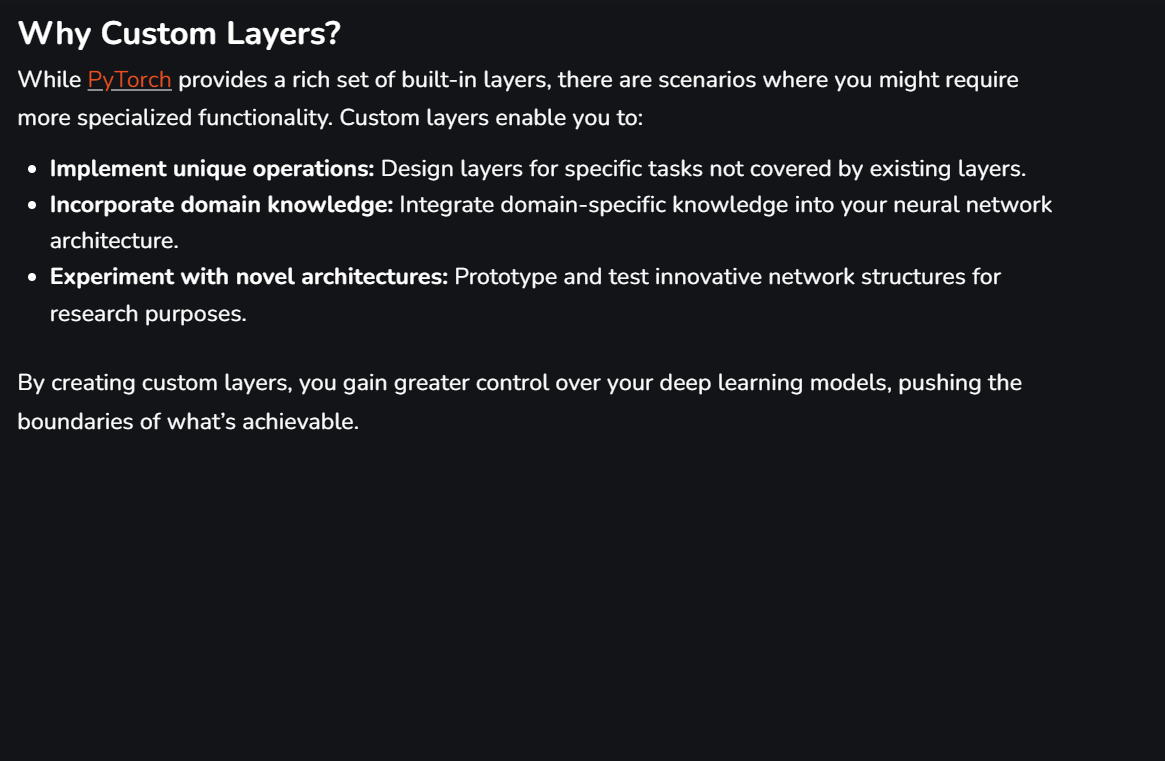 Why Custom Layers?
While PyTorch provides a rich set of built-in layers, there are scenarios where you might require
more specialized functionality. Custom layers enable you to:
• Implement unique operations: Design layers for specific tasks not covered by existing layers.
• Incorporate domain knowledge: Integrate domain-specific knowledge into your neural network
architecture.
• Experiment with novel architectures: Prototype and test innovative network structures for
research purposes.
By creating custom layers, you gain greater control over your deep learning models, pushing the
boundaries of what’s achievable.